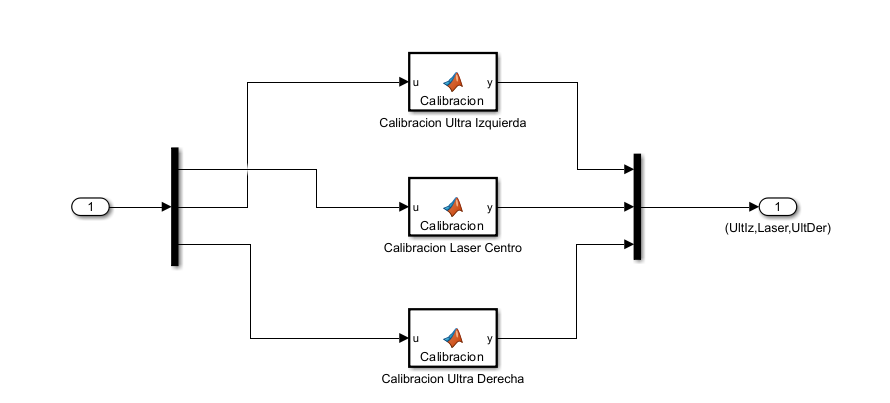 u y
Calibracion
Calibracion Ultra Izquierda
1
u y
Calibracion
Calibracion Laser Centro
1
(UltIz,Laser,UltDer)
u y
Calibracion
Calibracion Ultra Derecha